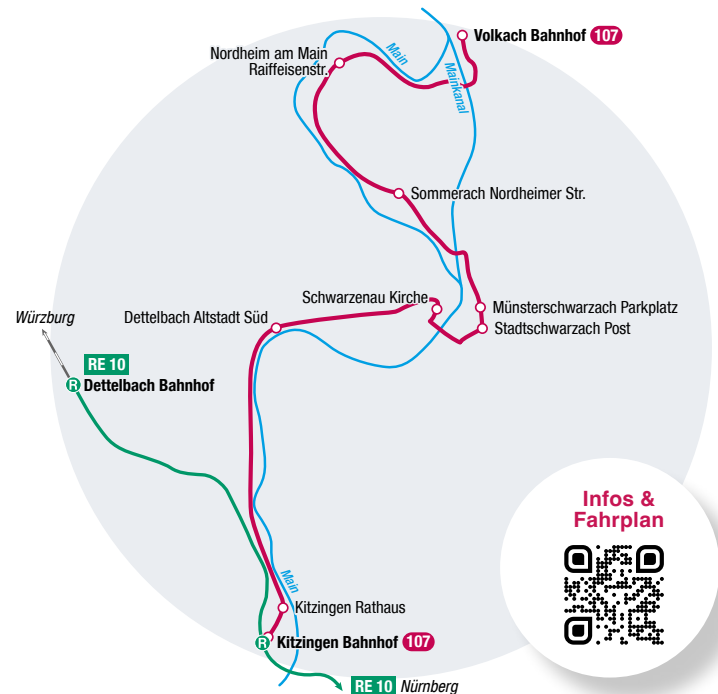 Volkach Bahnhof 107
Nordheim am Main
Raiffeisenstr.
Main
Mainkanal
Sommerach Nordheimer Str.
Schwarzenau Kirche
Münsterschwarzach Parkplatz
Dettelbach Altstadt Süd
Stadtschwarzach Post
Würzburg
RE 10
R Dettelbach Bahnhof
Infos &
Fahrplan
Main
Kitzingen Rathaus
R Kitzingen Bahnhof 107
RE 10 Nürnberg